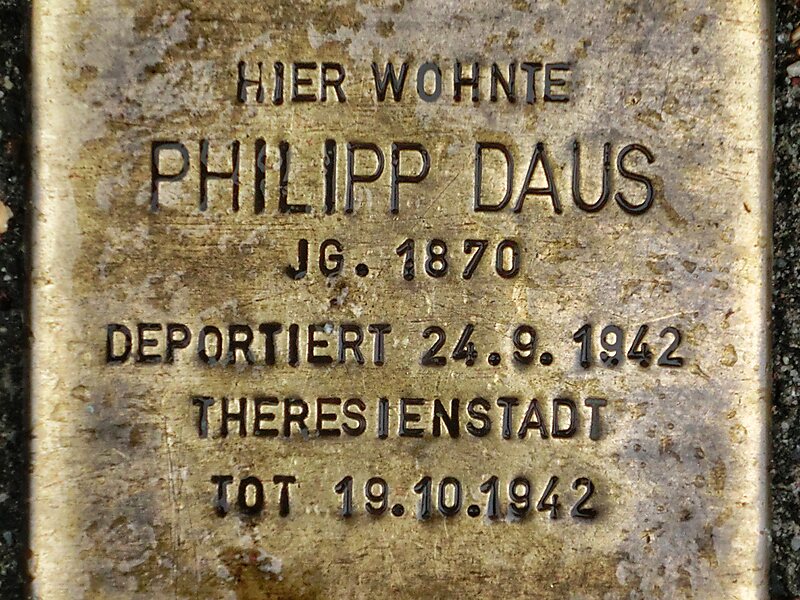 HIER WOHNTE
PHILIPP DAUS
JG. 1870
DEPORTIERT 24.9.1942
THERESIENSTADT
TOT 19.10.1942